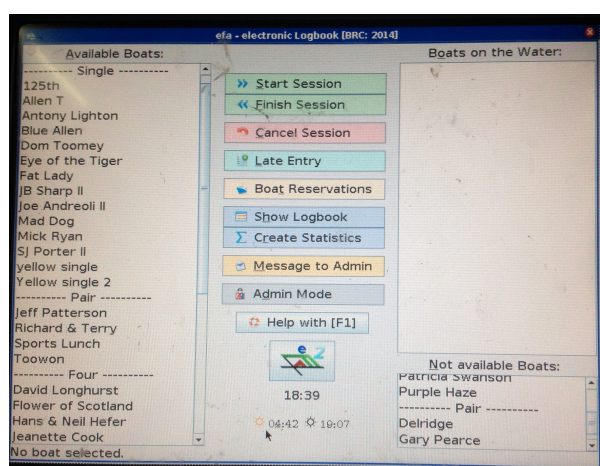 efa - electronic Logbook [BRC: 2014]
Available Boats:
---------- Single ----------
125th
Allen T
Antony Lighton
Blue Allen
Dom Toomey
Eye of the Tiger
Fat Lady
JB Sharp II
Joe Andreoli II
Mad Dog
Mick Ryan
SJ Porter II
yellow single
Yellow single 2
---------- Pair ----------
Jeff Patterson
Richard & Terry
Sports Lunch
Toowon
---------- Four ----------
David Longhurst
Flower of Scotland
Hans & Neil Hefer
Jeanette Cook
No boat selected.
Start Session
Finish Session
Cancel Session
Late Entry
Boat Reservations
Show Logbook
Create Statistics
Message to Admin
Admin Mode
Help with [F1]
e 2
18:39
04:42 19:07
Boats on the Water:
Not available Boats:
Patricia Swanson
Purple Haze
---------- Pair ----------
Delridge
Gary Pearce